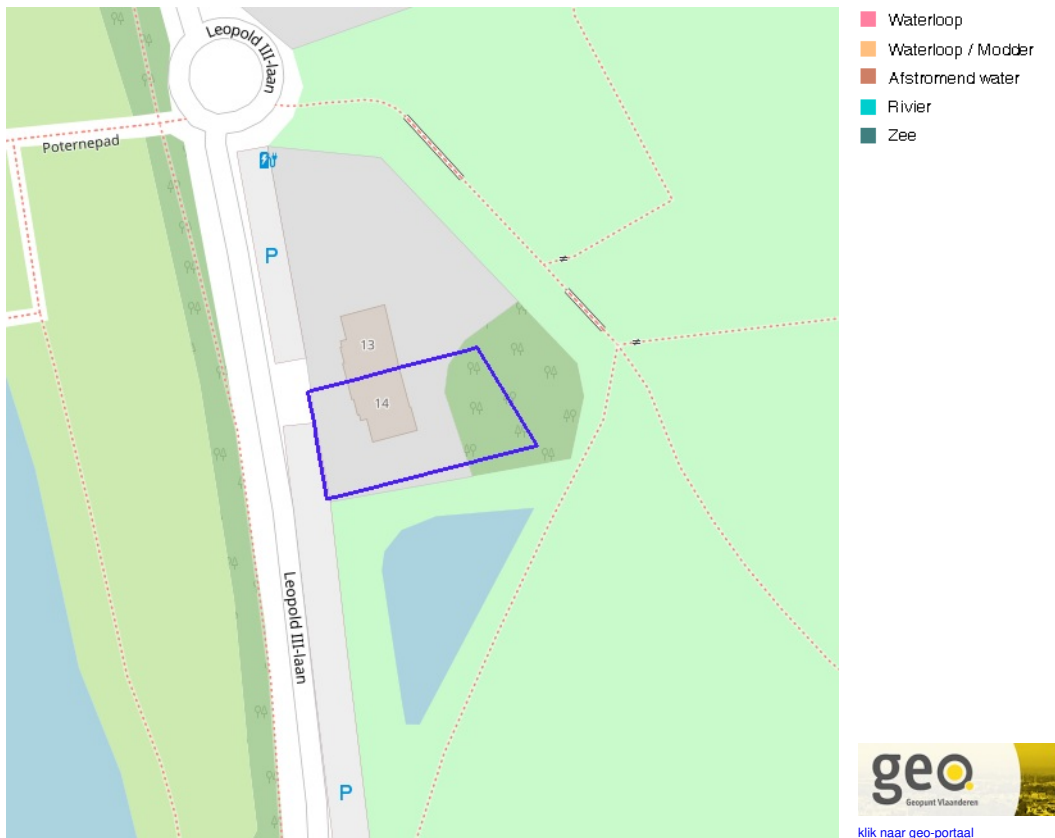 Leopold III-laan
Poternepad
P
13
14
Leopold III-laan
P
Waterloop
Waterloop / Modder
Afstromend water
Rivier
Zee
geo.
Geopunt Vlaanderen
klik naar geo-portaal